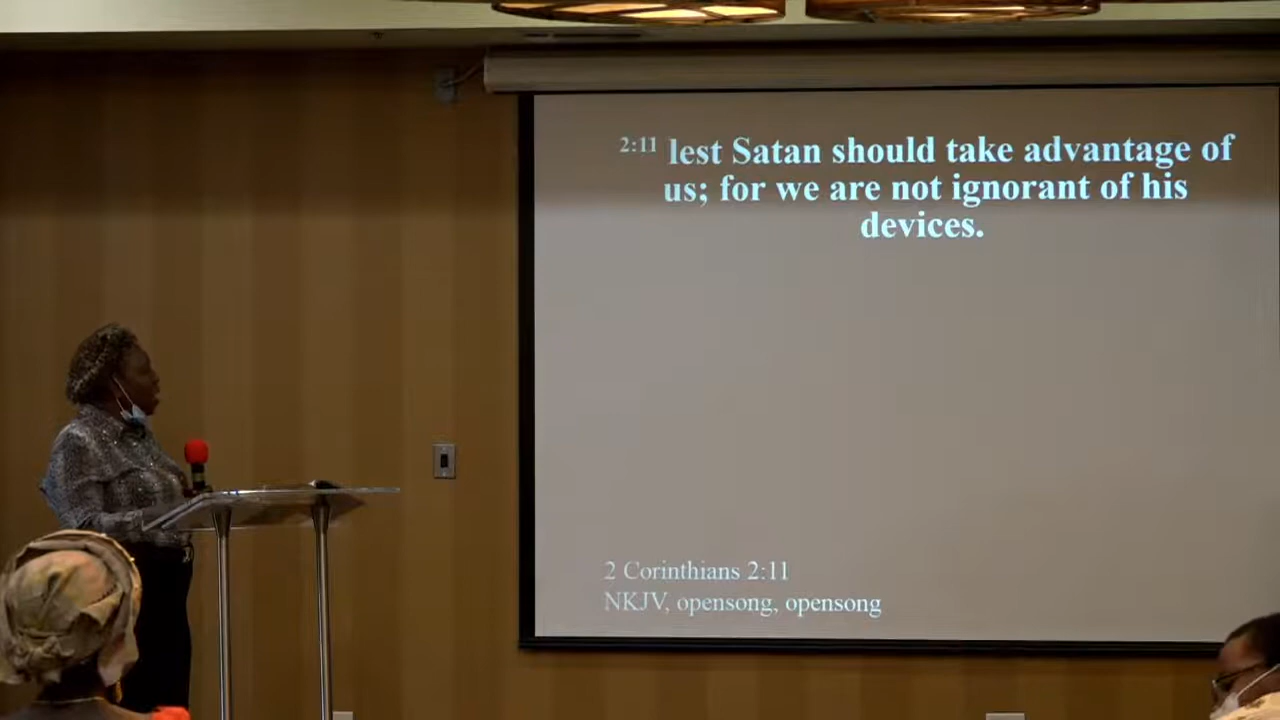 2:11 lest Satan should take advantage of
us; for we are not ignorant of his
devices.
2 Corinthians 2:11
NKJV, opensong, opensong